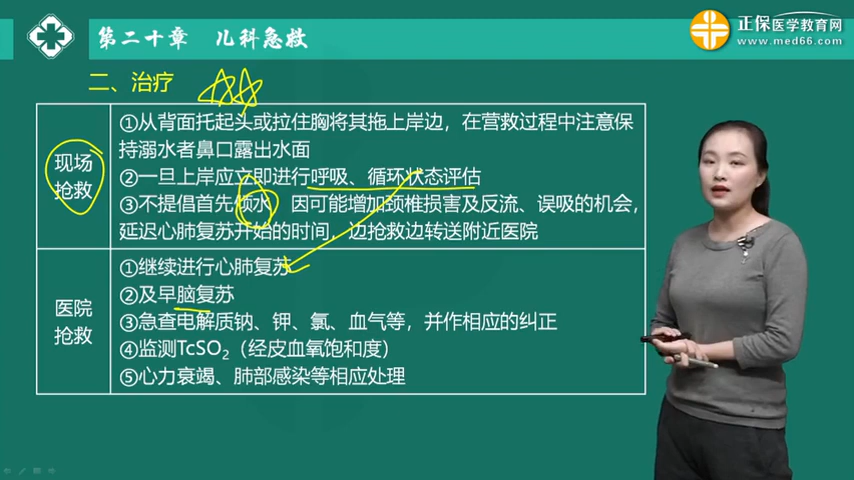 第二十章 儿科急救
正保医学教育网
www.med66.com
二、治疗
现场
抢救
①从背面托起头或拉住胸将其拖上岸边，在营救过程中注意保
持溺水者鼻口露出水面
②一旦上岸应立即进行呼吸、循环状态评估
③不提倡首先倾水 因可能增加颈椎损害及反流、误吸的机会，
延迟心肺复苏开始的时间，边抢救边转送附近医院
医院
抢救
①继续进行心肺复苏
②及早脑复苏
③急查电解质钠、钾、氯、血气等，并作相应的纠正
④监测TcSO₂（经皮血氧饱和度）
⑤心力衰竭、肺部感染等相应处理